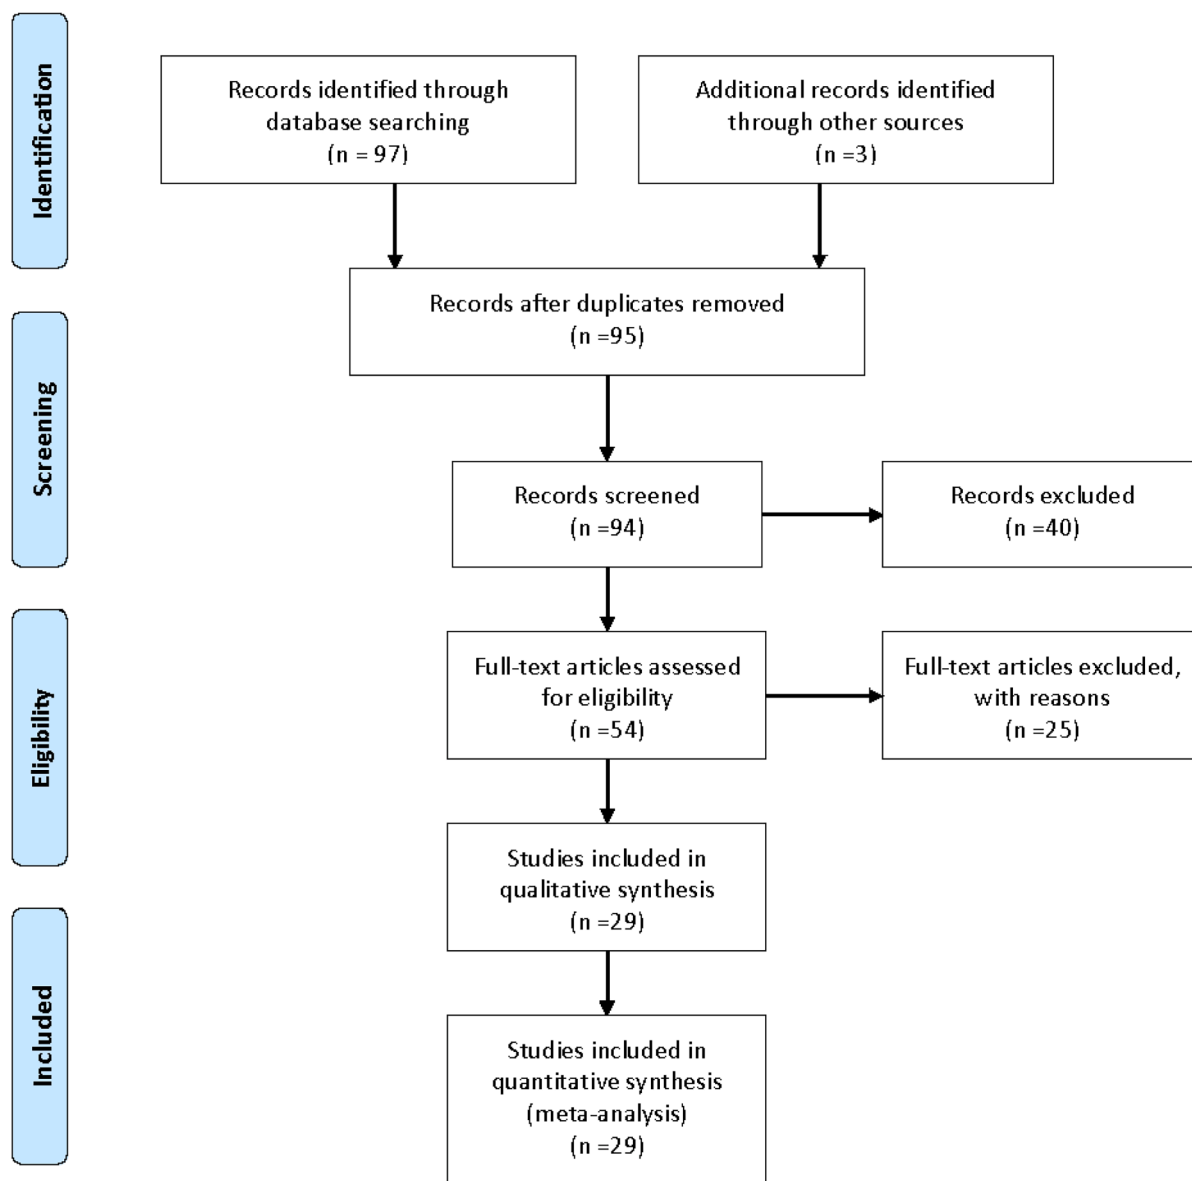 Identification
Records identified through
database searching
(n = 97)
Additional records identified
through other sources
(n =3)
Records after duplicates removed
(n =95)
Screening
Records screened
(n =94)
Records excluded
(n =40)
Eligibility
Full-text articles assessed
for eligibility
(n =54)
Full-text articles excluded,
with reasons
(n =25)
Studies included in
qualitative synthesis
(n =29)
Included
Studies included in
quantitative synthesis
(meta-analysis)
(n =29)